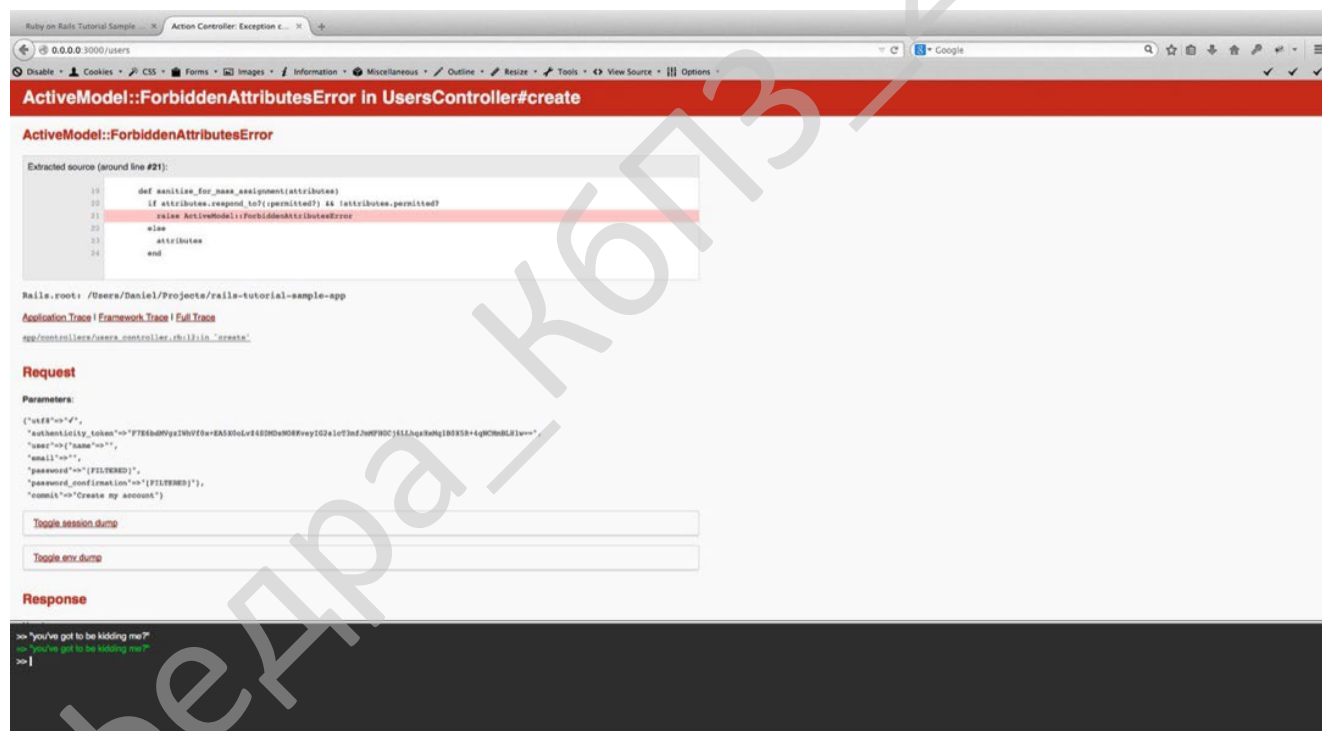 Ruby on Rails Tutorial Sample ... ×
Action Controller: Exception c... ×
0.0.0.0:3000/users
Google
Disable Cookies CSS Forms Images Information Miscellaneous Outline Resize Tools View Source Options
ActiveModel::ForbiddenAttributesError in UsersController#create
ActiveModel::ForbiddenAttributesError
Extracted source (around line #21):
19 def sanitize_for_mass_assignment(attributes)
20 if attributes.respond_to?(:permitted?) && !attributes.permitted?
21 raise ActiveModel::ForbiddenAttributesError
22 else
23 attributes
24 end
Rails.root: /Users/Daniel/Projects/rails-tutorial-sample-app
Application Trace | Framework Trace | Full Trace
app/controllers/users_controller.rb:12:in `create'
Request
Parameters:
{"utf8"=>"✓",
"authenticity_token"=>
"user"=>{"name"=>"",
"email"=>"",
"password"=>"[FILTERED]",
"password_confirmation"=>"[FILTERED]"},
"commit"=>"Create my account"}
Toggle session dump
Toggle env dump
Response
>> "you've got to be kidding me?"
=> "you've got to be kidding me?"
>>
федра_КбПЗ_